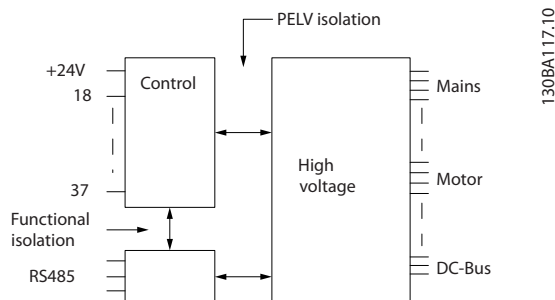 PELV isolation
130BA117.10
+24V
Control
Mains
18
High
voltage
Motor
37
Functional
isolation
RS485
DC-Bus